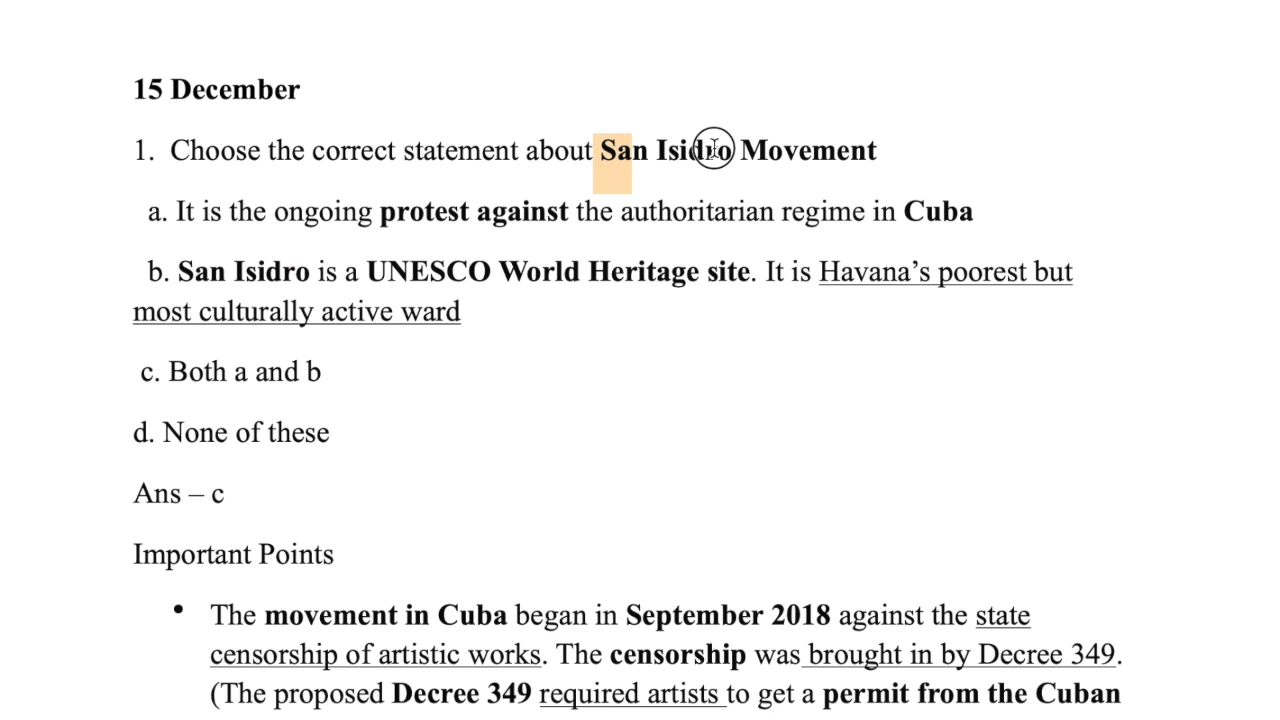 15 December
1. Choose the correct statement about San Isidro Movement
a. It is the ongoing protest against the authoritarian regime in Cuba
b. San Isidro is a UNESCO World Heritage site. It is Havana’s poorest but
most culturally active ward
c. Both a and b
d. None of these
Ans – c
Important Points
• The movement in Cuba began in September 2018 against the state
censorship of artistic works. The censorship was brought in by Decree 349.
(The proposed Decree 349 required artists to get a permit from the Cuban